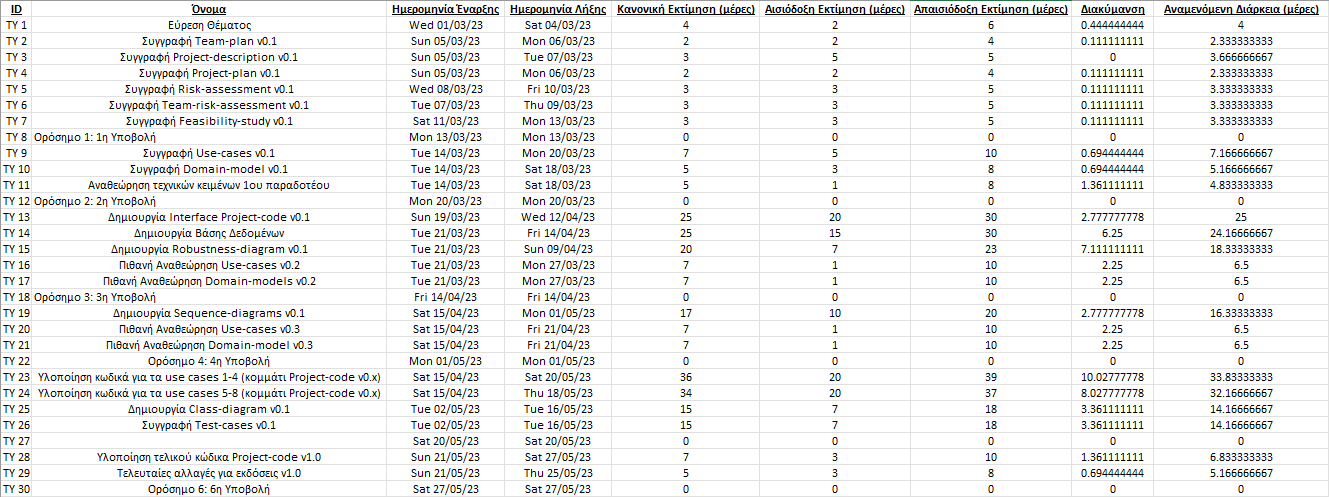 ID Όνομα Ημερομηνία Έναρξης Ημερομηνία Λήξης Κανονική Εκτίμηση (μέρες) Αισιόδοξη Εκτίμηση (μέρες) Απαισιόδοξη Εκτίμηση (μέρες) Διακύμανση Αναμενόμενη Διάρκεια (μέρες)
TY 1 Εύρεση Θέματος Wed 01/03/23 Sat 04/03/23 4 2 6 0.444444444 4
TY 2 Συγγραφή Team-plan v0.1 Sun 05/03/23 Mon 06/03/23 2 2 4 0.111111111 2.333333333
TY 3 Συγγραφή Project-description v0.1 Sun 05/03/23 Tue 07/03/23 3 5 5 0 3.666666667
TY 4 Συγγραφή Project-plan v0.1 Sun 05/03/23 Mon 06/03/23 2 2 4 0.111111111 2.333333333
TY 5 Συγγραφή Risk-assessment v0.1 Wed 08/03/23 Fri 10/03/23 3 3 5 0.111111111 3.333333333
TY 6 Συγγραφή Team-risk-assessment v0.1 Tue 07/03/23 Thu 09/03/23 3 3 5 0.111111111 3.333333333
TY 7 Συγγραφή Feasibility-study v0.1 Sat 11/03/23 Mon 13/03/23 3 3 5 0.111111111 3.333333333
TY 8 Ορόσημο 1: 1η Υποβολή Mon 13/03/23 Mon 13/03/23 0 0 0 0 0
TY 9 Συγγραφή Use-cases v0.1 Tue 14/03/23 Mon 20/03/23 7 5 10 0.694444444 7.166666667
TY 10 Συγγραφή Domain-model v0.1 Tue 14/03/23 Sat 18/03/23 5 3 8 0.694444444 5.166666667
TY 11 Αναθεώρηση τεχνικών κειμένων 1ου παραδοτέου Tue 14/03/23 Sat 18/03/23 5 1 8 1.361111111 4.833333333
TY 12 Ορόσημο 2: 2η Υποβολή Mon 20/03/23 Mon 20/03/23 0 0 0 0 0
TY 13 Δημιουργία Interface Project-code v0.1 Sun 19/03/23 Wed 12/04/23 25 20 30 2.777777778 25
TY 14 Δημιουργία Βάσης Δεδομένων Tue 21/03/23 Fri 14/04/23 25 15 30 6.25 24.16666667
TY 15 Δημιουργία Robustness-diagram v0.1 Tue 21/03/23 Sun 09/04/23 20 7 23 7.111111111 18.33333333
TY 16 Πιθανή Αναθεώρηση Use-cases v0.2 Tue 21/03/23 Mon 27/03/23 7 1 10 2.25 6.5
TY 17 Πιθανή Αναθεώρηση Domain-models v0.2 Tue 21/03/23 Mon 27/03/23 7 1 10 2.25 6.5
TY 18 Ορόσημο 3: 3η Υποβολή Fri 14/04/23 Fri 14/04/23 0 0 0 0 0
TY 19 Δημιουργία Sequence-diagrams v0.1 Sat 15/04/23 Mon 01/05/23 17 10 20 2.777777778 16.33333333
TY 20 Πιθανή Αναθεώρηση Use-cases v0.3 Sat 15/04/23 Fri 21/04/23 7 1 10 2.25 6.5
TY 21 Πιθανή Αναθεώρηση Domain-model v0.3 Sat 15/04/23 Fri 21/04/23 7 1 10 2.25 6.5
TY 22 Ορόσημο 4: 4η Υποβολή Mon 01/05/23 Mon 01/05/23 0 0 0 0 0
TY 23 Υλοποίηση κωδικά για τα use cases 1-4 (κομμάτι Project-code v0.x) Sat 15/04/23 Sat 20/05/23 36 20 39 10.02777778 33.83333333
TY 24 Υλοποίηση κωδικά για τα use cases 5-8 (κομμάτι Project-code v0.x) Sat 15/04/23 Thu 18/05/23 34 20 37 8.027777778 32.16666667
TY 25 Δημιουργία Class-diagram v0.1 Tue 02/05/23 Tue 16/05/23 15 7 18 3.361111111 14.16666667
TY 26 Συγγραφή Test-cases v0.1 Tue 02/05/23 Tue 16/05/23 15 7 18 3.361111111 14.16666667
TY 27 Sat 20/05/23 Sat 20/05/23 0 0 0 0 0
TY 28 Υλοποίηση τελικού κώδικα Project-code v1.0 Sun 21/05/23 Sat 27/05/23 7 3 10 1.361111111 6.833333333
TY 29 Τελευταίες αλλαγές για εκδόσεις v1.0 Sun 21/05/23 Thu 25/05/23 5 3 8 0.694444444 5.166666667
TY 30 Ορόσημο 6: 6η Υποβολή Sat 27/05/23 Sat 27/05/23 0 0 0 0 0